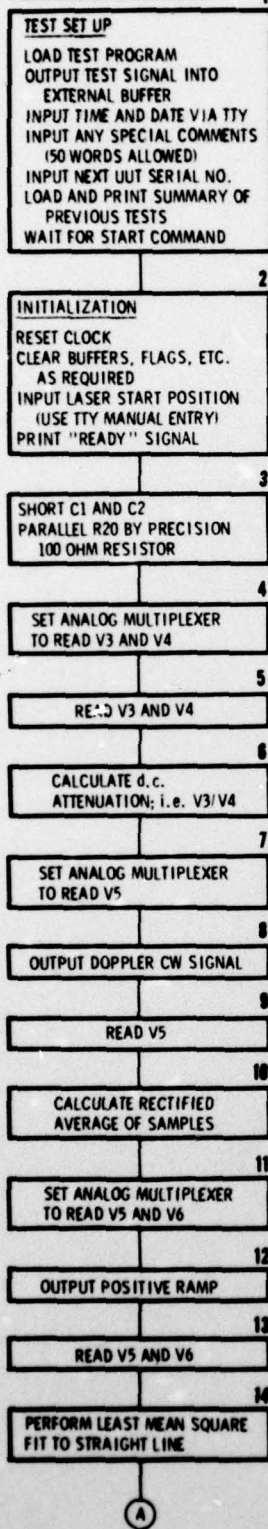 TEST SET UP
LOAD TEST PROGRAM
OUTPUT TEST SIGNAL INTO
EXTERNAL BUFFER
INPUT TIME AND DATE VIA TTY
INPUT ANY SPECIAL COMMENTS
(50 WORDS ALLOWED)
INPUT NEXT UUT SERIAL NO.
LOAD AND PRINT SUMMARY OF
PREVIOUS TESTS
WAIT FOR START COMMAND
2
INITIALIZATION
RESET CLOCK
CLEAR BUFFERS, FLAGS, ETC.
AS REQUIRED
INPUT LASER START POSITION
(USE TTY MANUAL ENTRY)
PRINT "READY" SIGNAL
3
SHORT C1 AND C2
PARALLEL R20 BY PRECISION
100 OHM RESISTOR
4
SET ANALOG MULTIPLEXER
TO READ V3 AND V4
5
READ V3 AND V4
6
CALCULATE d.c.
ATTENUATION; i.e. V3/V4
7
SET ANALOG MULTIPLEXER
TO READ V5
8
OUTPUT DOPPLER CW SIGNAL
9
READ V5
10
CALCULATE RECTIFIED
AVERAGE OF SAMPLES
11
SET ANALOG MULTIPLEXER
TO READ V5 AND V6
12
OUTPUT POSITIVE RAMP
13
READ V5 AND V6
14
PERFORM LEAST MEAN SQUARE
FIT TO STRAIGHT LINE
A